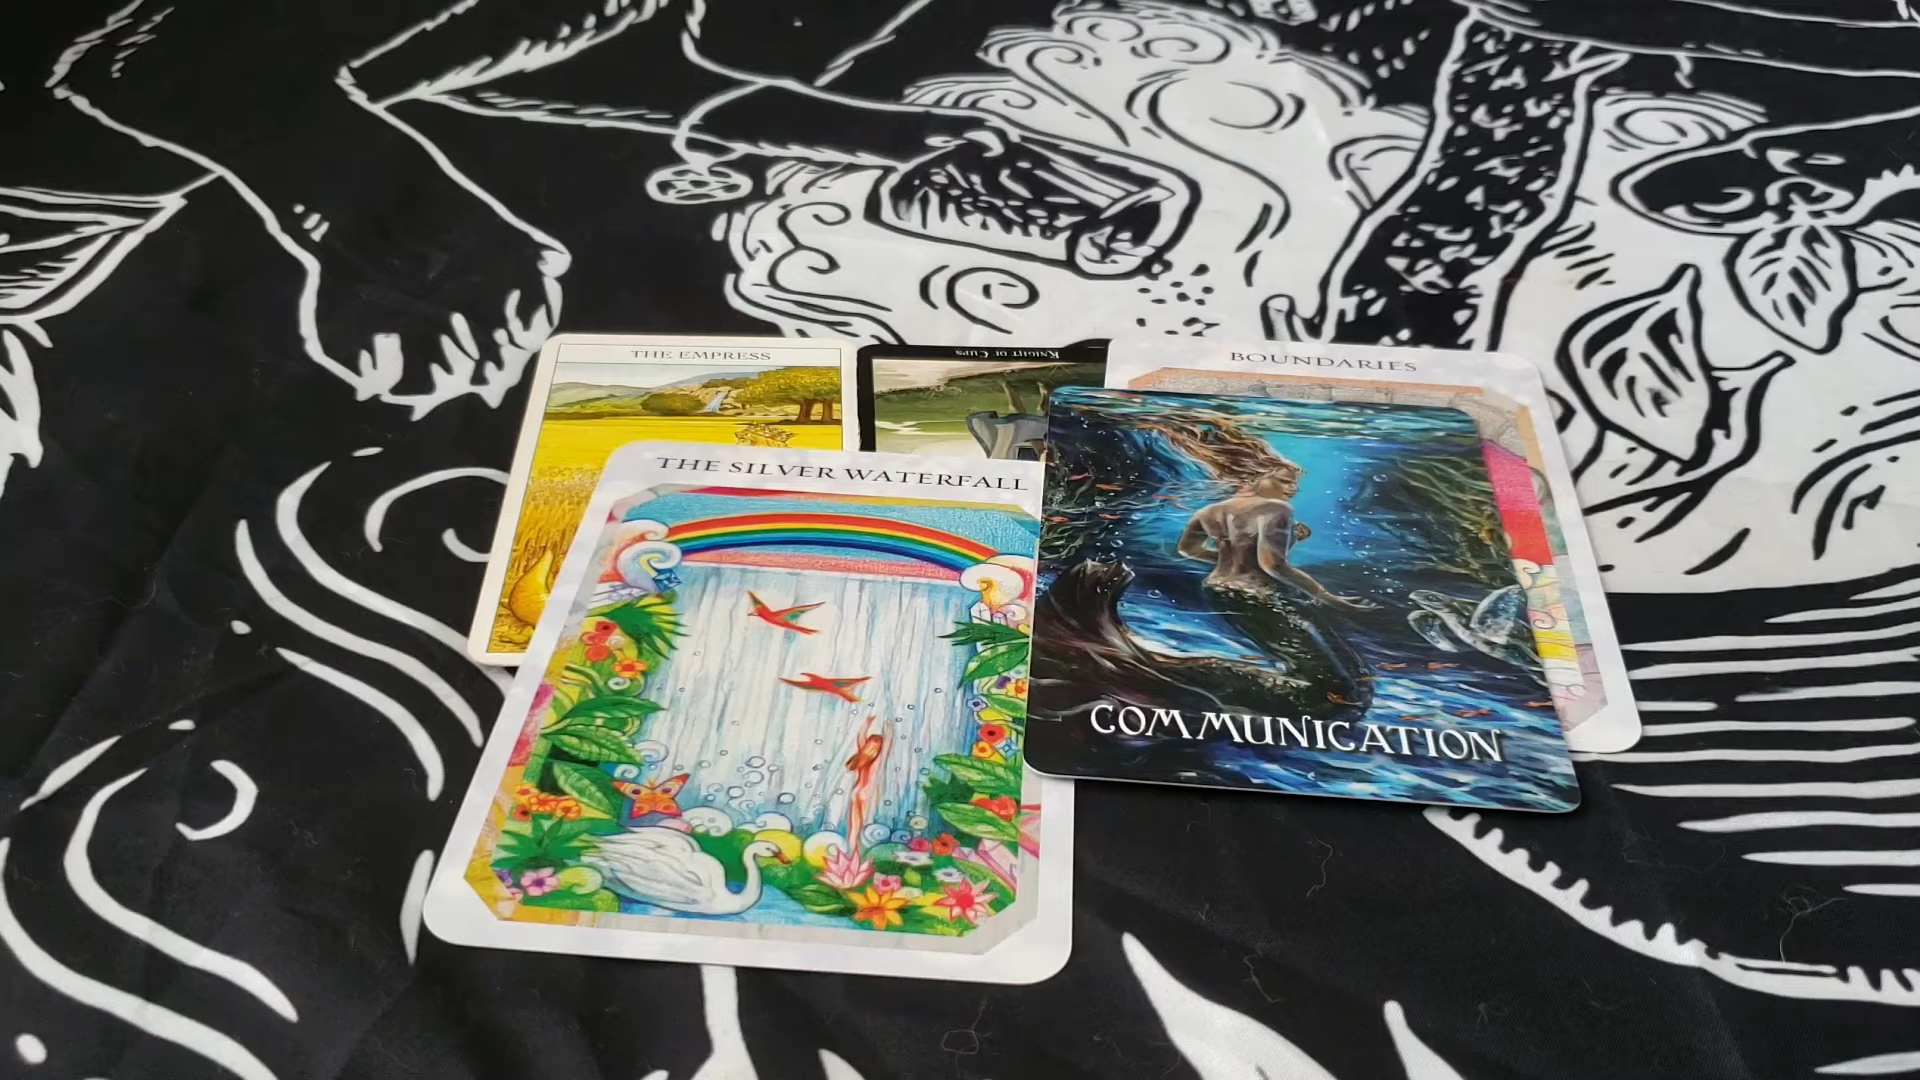 THE EMPRESS
KNIGHT OF CUPS
BOUNDARIES
THE SILVER WATERFALL
COMMUNICATION